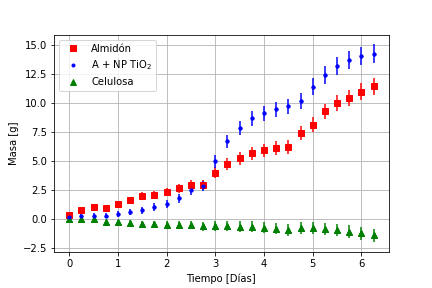 Almidón
A + NP TiO₂
Celulosa
Masa [g]
15.0
12.5
10.0
7.5
5.0
2.5
0.0
−2.5
0 1 2 3 4 5 6
Tiempo [Días]